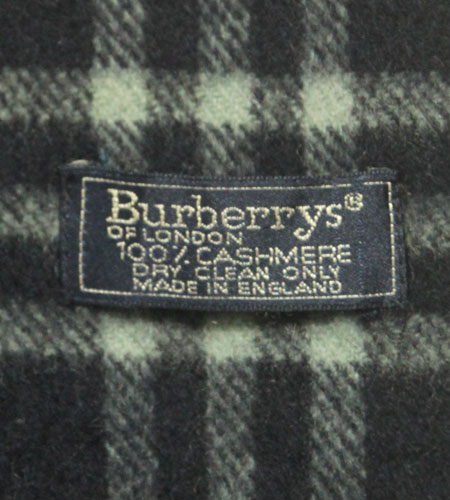 Burberrys®
OF LONDON
100% CASHMERE
DRY CLEAN ONLY
MADE IN ENGLAND